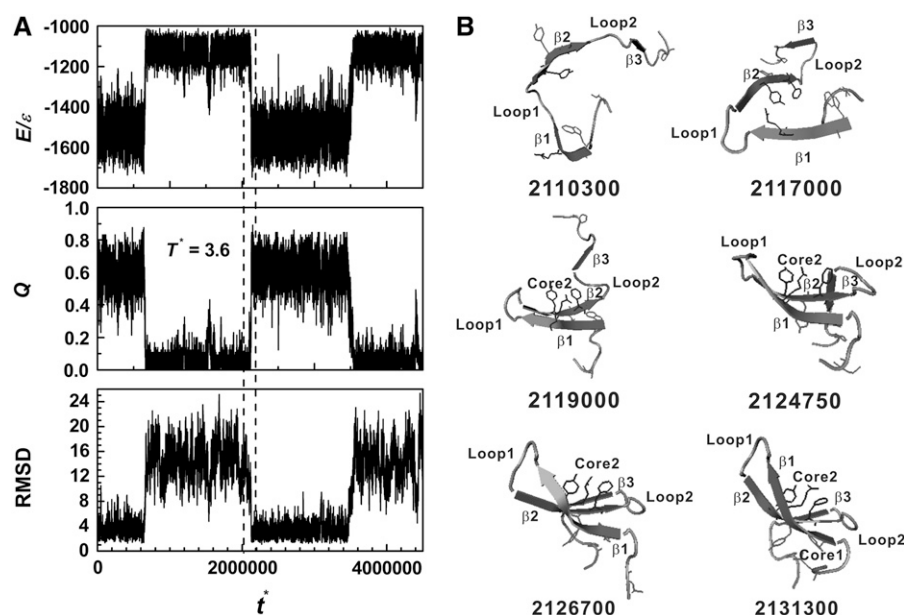 A
E/ε
-1000
-1200
-1400
-1600
-1800
Q
1.0
0.8
0.6
0.4
0.2
0.0
T* = 3.6
RMSD
24
20
16
12
8
4
0
0
2000000
4000000
t*
B
Loop2
β2
β3
Loop1
β1
2110300
β3
Loop2
β2
Loop1
β1
2117000
β3
Core2
Loop2
β2
Loop1
β1
2119000
Loop1
Core2
Loop2
β2
β3
β1
2124750
Loop1
Core2
β3
Loop2
β2
β1
2126700
Loop1
β1
Core2
β2
β3
Loop2
Core1
2131300